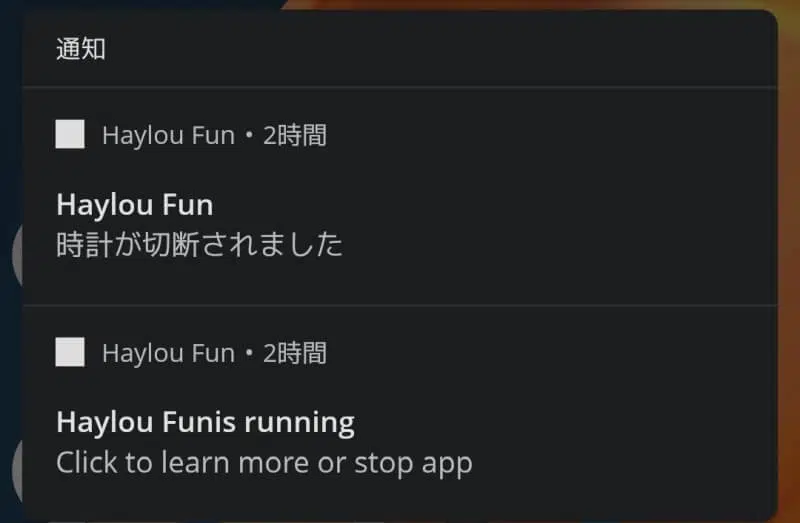 通知
Haylou Fun • 2時間
Haylou Fun
時計が切断されました
Haylou Fun • 2時間
Haylou Funis running
Click to learn more or stop app